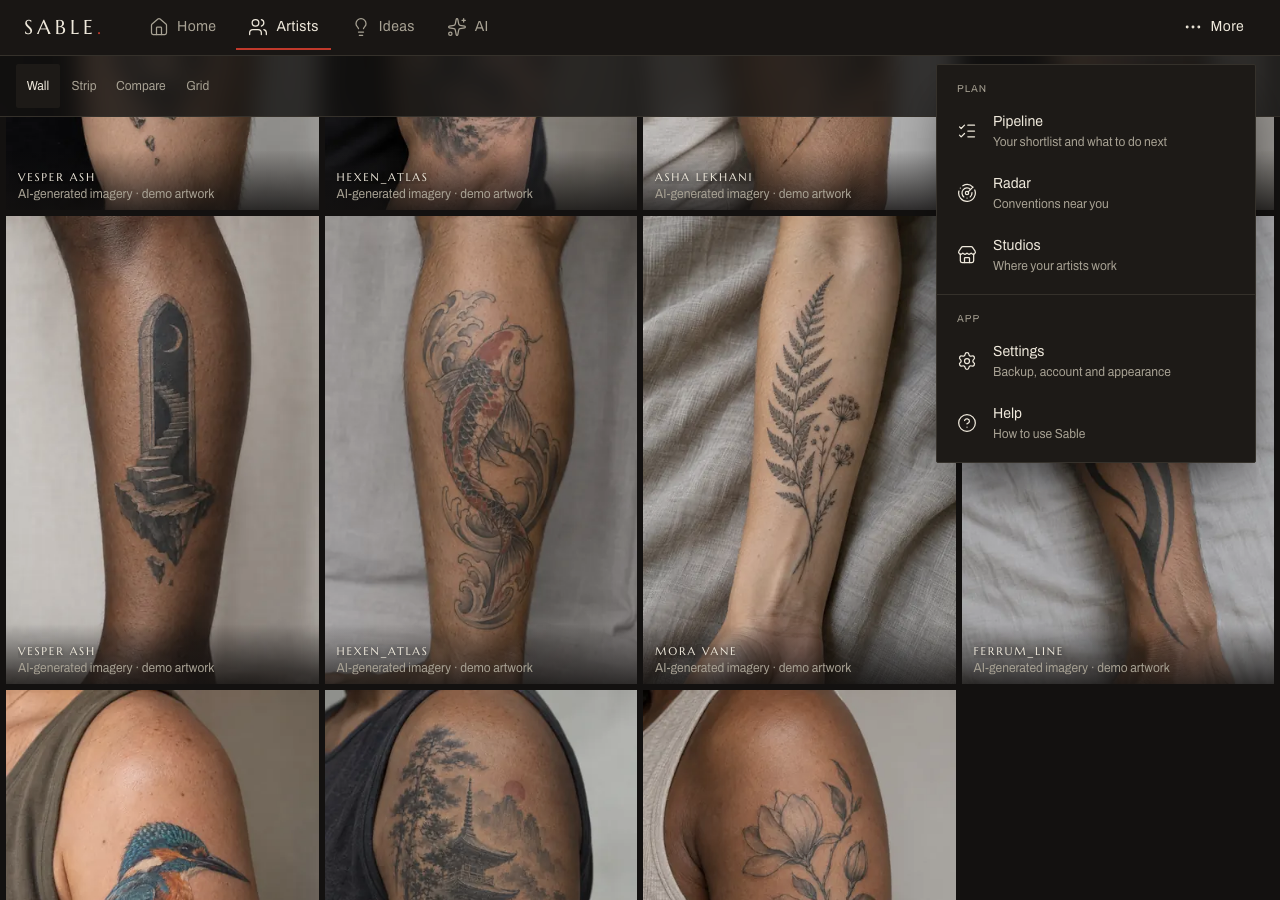 SABLE.
Home
Artists
Ideas
AI
More
Wall
Strip
Compare
Grid
PLAN
Pipeline
Your shortlist and what to do next
Radar
Conventions near you
Studios
Where your artists work
APP
Settings
Backup, account and appearance
Help
How to use Sable
VESPER ASH
AI-generated imagery · demo artwork
HEXEN_ATLAS
AI-generated imagery · demo artwork
ASHA LEKHANI
AI-generated imagery · demo artwork
VESPER ASH
AI-generated imagery · demo artwork
HEXEN_ATLAS
AI-generated imagery · demo artwork
MORA VANE
AI-generated imagery · demo artwork
FERRUM_LINE
AI-generated imagery · demo artwork